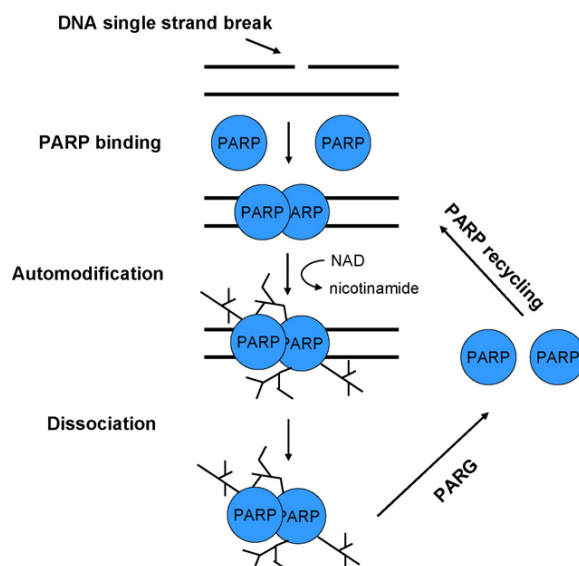 DNA single strand break
PARP binding
PARP
PARP
PARP
PARP
Automodification
NAD
nicotinamide
PARP
PARP
Dissociation
PARP
PARP
PARG
PARP
PARP
PARP recycling